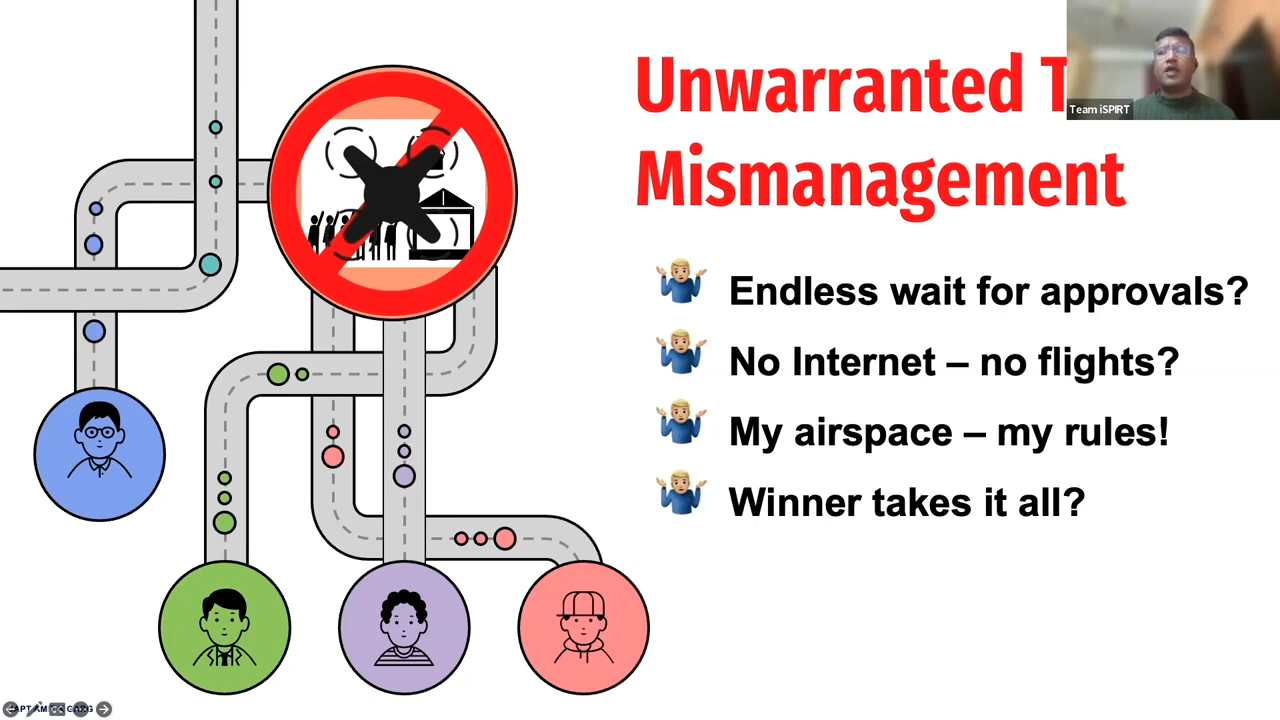 Unwarranted T
Mismanagement
Team iSPIRT
Endless wait for approvals?
No Internet – no flights?
My airspace – my rules!
Winner takes it all?